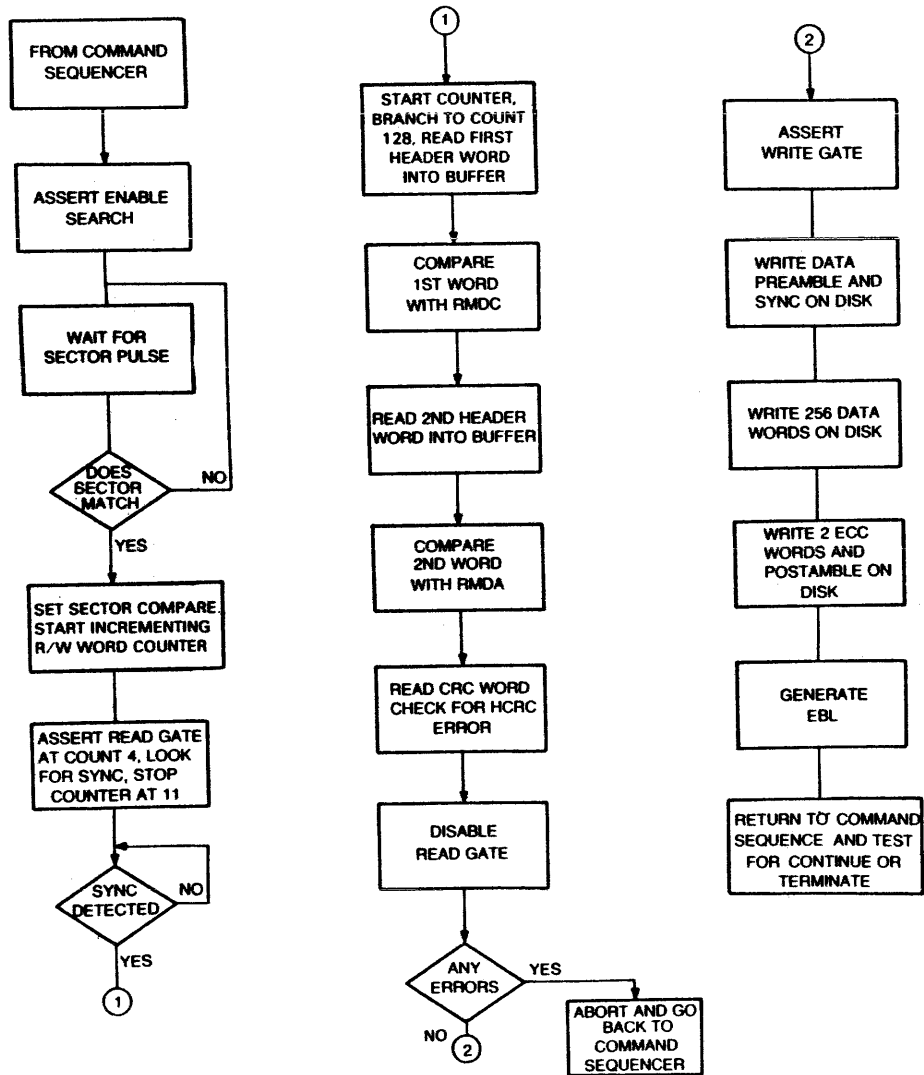 FROM COMMAND
SEQUENCER
ASSERT ENABLE
SEARCH
WAIT FOR
SECTOR PULSE
DOES
SECTOR
MATCH
NO
YES
SET SECTOR COMPARE.
START INCREMENTING
R/W WORD COUNTER
ASSERT READ GATE
AT COUNT 4, LOOK
FOR SYNC, STOP
COUNTER AT 11
SYNC
DETECTED
NO
YES
1
1
START COUNTER,
BRANCH TO COUNT
128, READ FIRST
HEADER WORD
INTO BUFFER
COMPARE
1ST WORD
WITH RMDC
READ 2ND HEADER
WORD INTO BUFFER
COMPARE
2ND WORD
WITH RMDA
READ CRC WORD
CHECK FOR HCRC
ERROR
DISABLE
READ GATE
ANY
ERRORS
YES
NO
2
ABORT AND GO
BACK TO
COMMAND
SEQUENCER
2
ASSERT
WRITE GATE
WRITE DATA
PREAMBLE AND
SYNC ON DISK
WRITE 256 DATA
WORDS ON DISK
WRITE 2 ECC
WORDS AND
POSTAMBLE ON
DISK
GENERATE
EBL
RETURN TO COMMAND
SEQUENCE AND TEST
FOR CONTINUE OR
TERMINATE